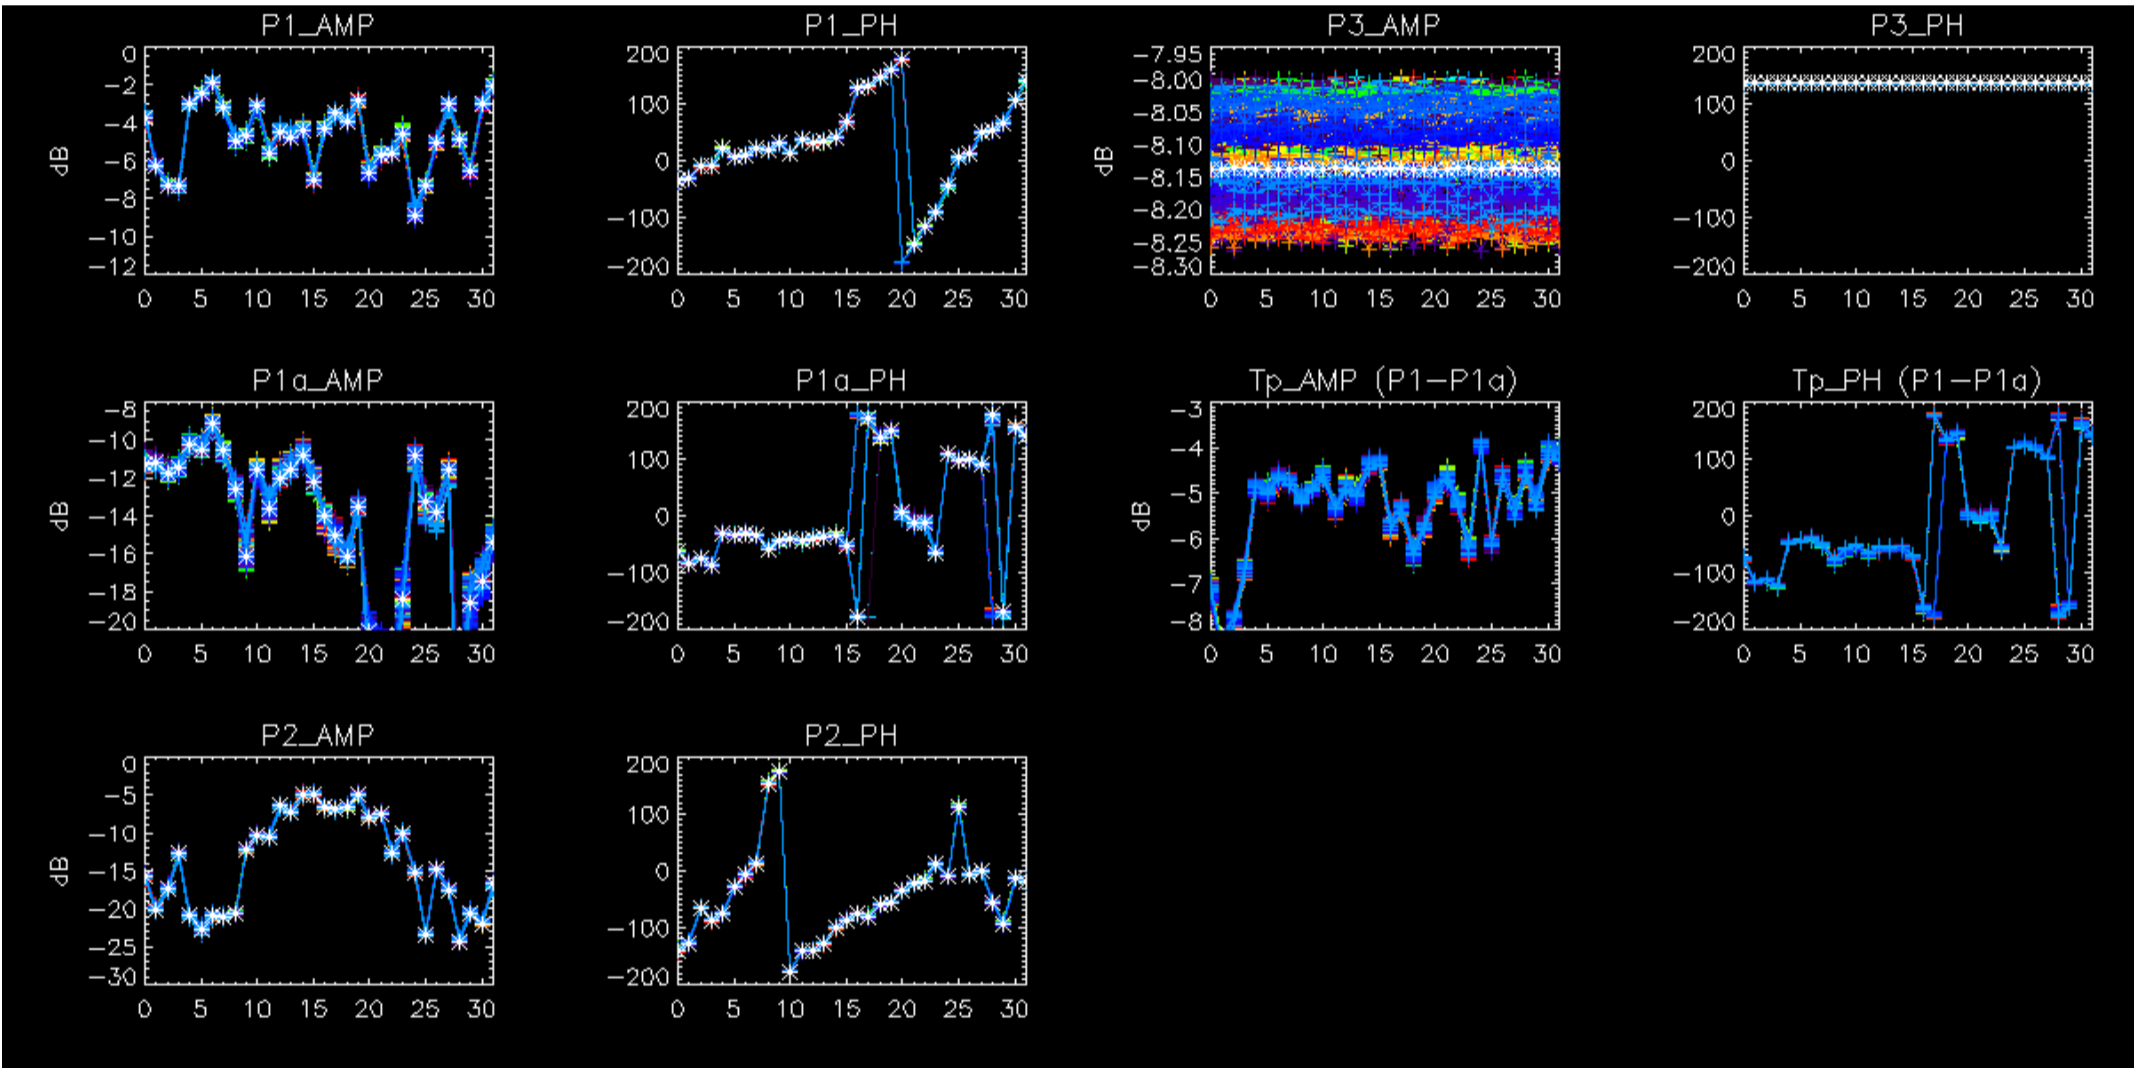 P1_AMP
P1_PH
P3_AMP
P3_PH
dB
0
−2
−4
−6
−8
−10
−12
0 5 10 15 20 25 30
200
100
0
−100
−200
0 5 10 15 20 25 30
dB
−7.95
−8.00
−8.05
−8.10
−8.15
−8.20
−8.25
−8.30
0 5 10 15 20 25 30
200
100
0
−100
−200
0 5 10 15 20 25 30
P1a_AMP
P1a_PH
Tp_AMP (P1−P1a)
Tp_PH (P1−P1a)
dB
−8
−10
−12
−14
−16
−18
−20
0 5 10 15 20 25 30
200
100
0
−100
−200
0 5 10 15 20 25 30
dB
−3
−4
−5
−6
−7
−8
0 5 10 15 20 25 30
200
100
0
−100
−200
0 5 10 15 20 25 30
P2_AMP
P2_PH
dB
0
−5
−10
−15
−20
−25
−30
0 5 10 15 20 25 30
200
100
0
−100
−200
0 5 10 15 20 25 30